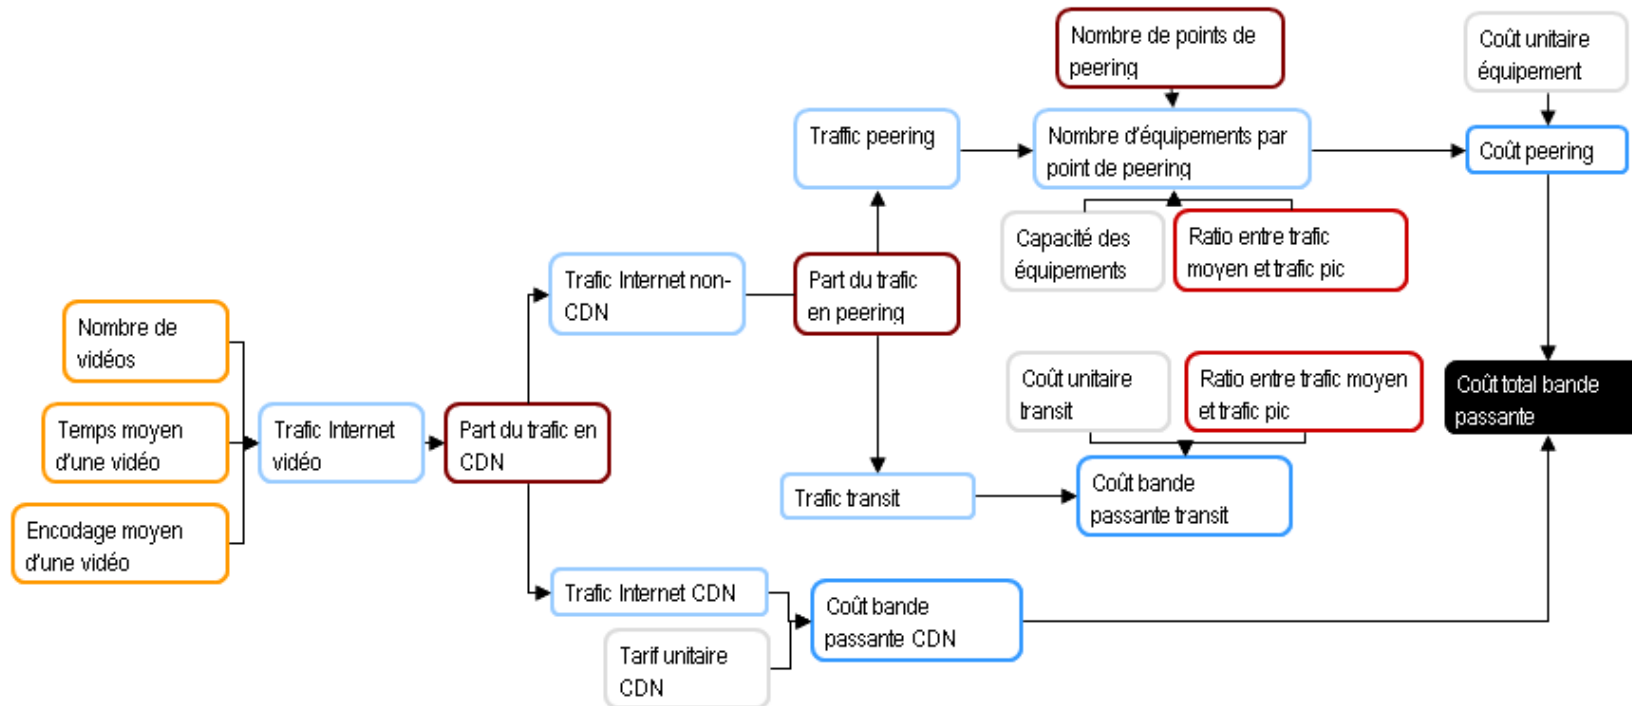 Nombre de points de
peering
Coût unitaire
équipement
Traffic peering
Nombre d'équipements par
point de peering
Coût peering
Capacité des
équipements
Ratio entre trafic
moyen et trafic pic
Trafic Internet non-
CDN
Part du trafic
en peering
Nombre de
vidéos
Temps moyen
d'une vidéo
Encodage moyen
d'une vidéo
Trafic Internet
vidéo
Part du trafic en
CDN
Coût unitaire
transit
Ratio entre trafic moyen
et trafic pic
Coût total bande
passante
Trafic transit
Coût bande
passante transit
Trafic Internet CDN
Tarif unitaire
CDN
Coût bande
passante CDN